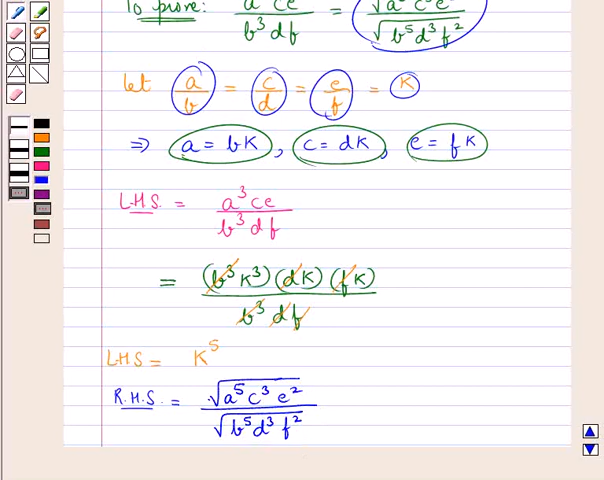 To prove: a³ce / b³df = √a⁵c³e² / √b⁵d³f²
let a/b = c/d = e/f = K
⇒ a = bK, c = dK, e = fK
L.H.S. = a³ce / b³df
= (b³K³)(dK)(fK) / b³df
LHS = K⁵
R.H.S. = √a⁵c³e² / √b⁵d³f²